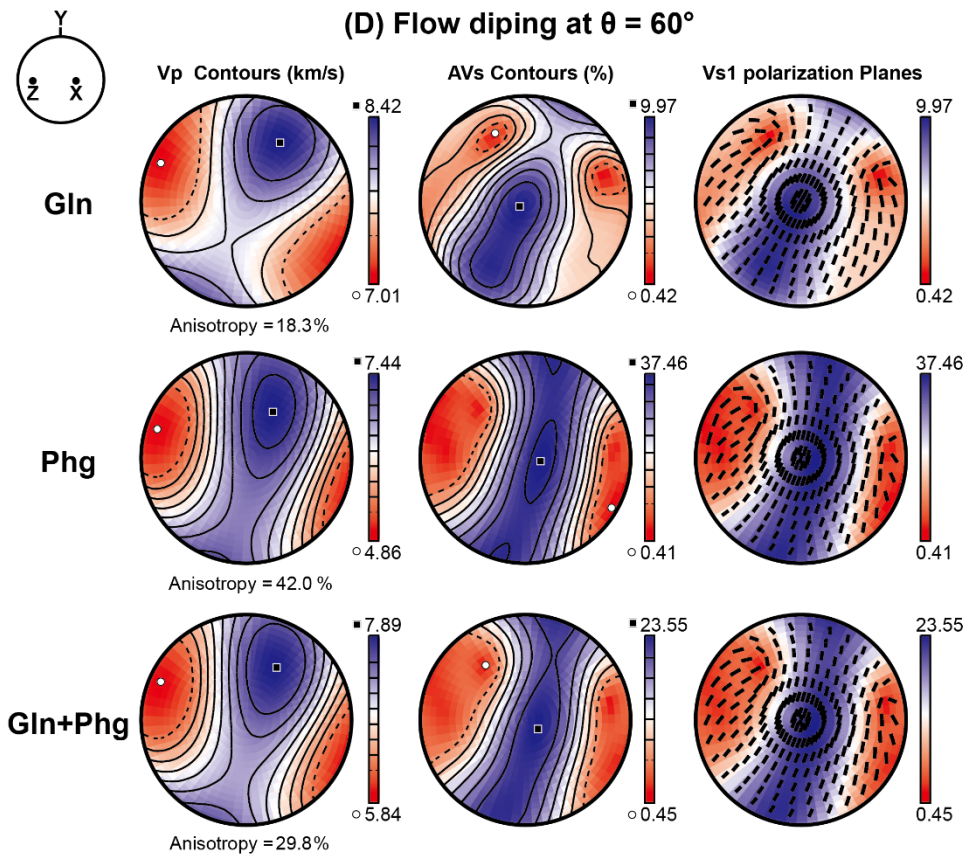 (D) Flow diping at θ = 60°
Y
Z X
Vp Contours (km/s) AVs Contours (%) Vs1 polarization Planes
Gln
8.42 9.97 9.97
7.01 0.42 0.42
Anisotropy = 18.3%
Phg
7.44 37.46 37.46
4.86 0.41 0.41
Anisotropy = 42.0 %
Gln+Phg
7.89 23.55 23.55
5.84 0.45 0.45
Anisotropy = 29.8%